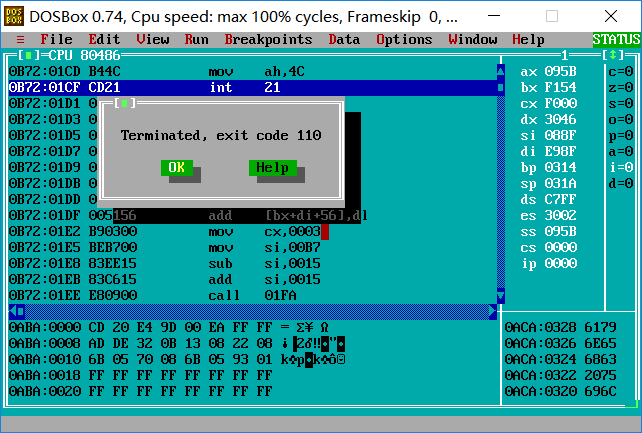 DOSBox 0.74, Cpu speed: max 100% cycles, Frameskip 0, ...
≡ File Edit View Run Breakpoints Data Options Window Help STATUS
CPU 80486 1
0B72:01CD B44C mov ah,4C ax 095B c=0
0B72:01CF CD21 int 21 bx F154 z=0
0B72:01D1 0 cx F000 s=0
0B72:01D3 0 dx 3046 o=0
0B72:01D5 0 Terminated, exit code 110 si 088F p=0
0B72:01D7 0 di E98F a=0
0B72:01D9 0 OK Help bp 0314 i=0
0B72:01DB 0 sp 031A d=0
0B72:01DD 0 ds C7FF
0B72:01DF 005156 add [bx+di+56],dl es 3002
0B72:01E2 B90300 mov cx,0003 ss 095B
0B72:01E5 BEB700 mov si,00B7 cs 0000
0B72:01E8 83EE15 sub si,0015 ip 0000
0B72:01EB 83C615 add si,0015
0B72:01EE E80900 call 01FA
0ABA:0000 CD 20 E4 9D 00 EA FF FF = Σ¥ Ω 0ACA:0328 6179
0ABA:0008 AD DE 32 0B 13 08 22 08 0ACA:0326 6E65
0ABA:0010 6B 05 70 08 6B 05 93 01 k♣p◘k♣ô☺ 0ACA:0324 6863
0ABA:0018 FF FF FF FF FF FF FF FF 0ACA:0322 2075
0ABA:0020 FF FF FF FF FF FF FF FF 0ACA:0320 696C